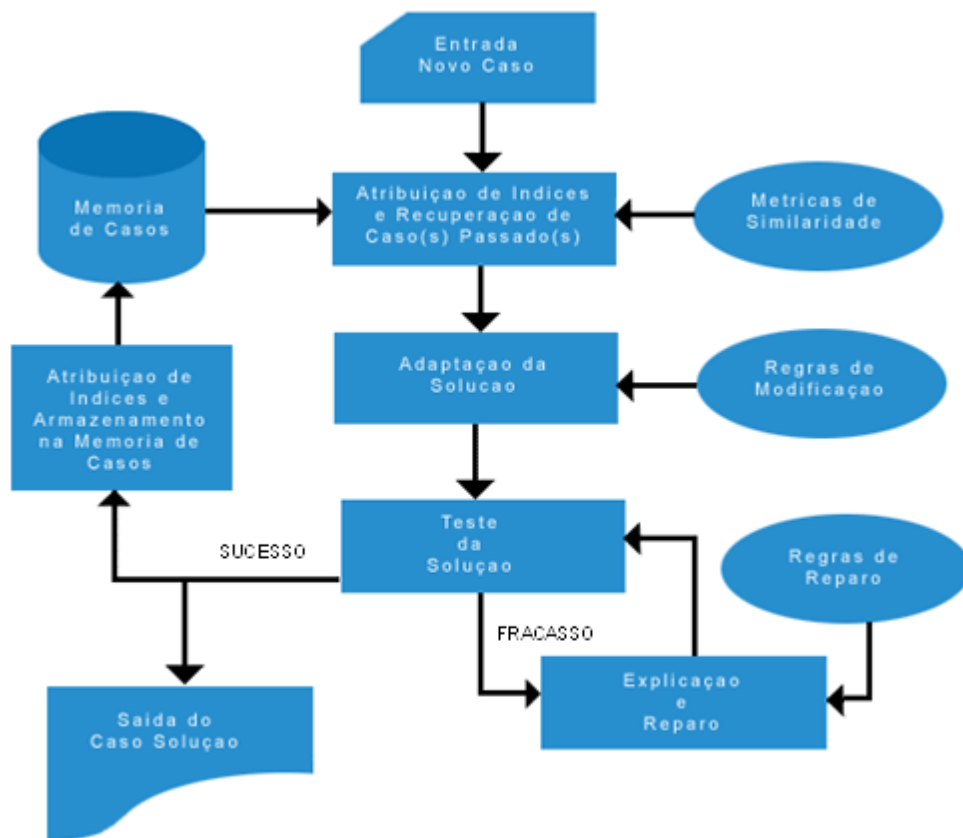 Entrada
Novo Caso
Memoria
de Casos
Atribuiçao de Indices
e Recuperaçao de
Caso(s) Passado(s)
Metricas de
Similaridade
Atribuiçao de
Indices e
Armazenamento
na Memoria de
Casos
Adaptaçao da
Solucao
Regras de
Modificaçao
SUCESSO
Teste
da
Soluçao
Regras de
Reparo
FRACASSO
Explicaçao
e
Reparo
Saida do
Caso Soluçao